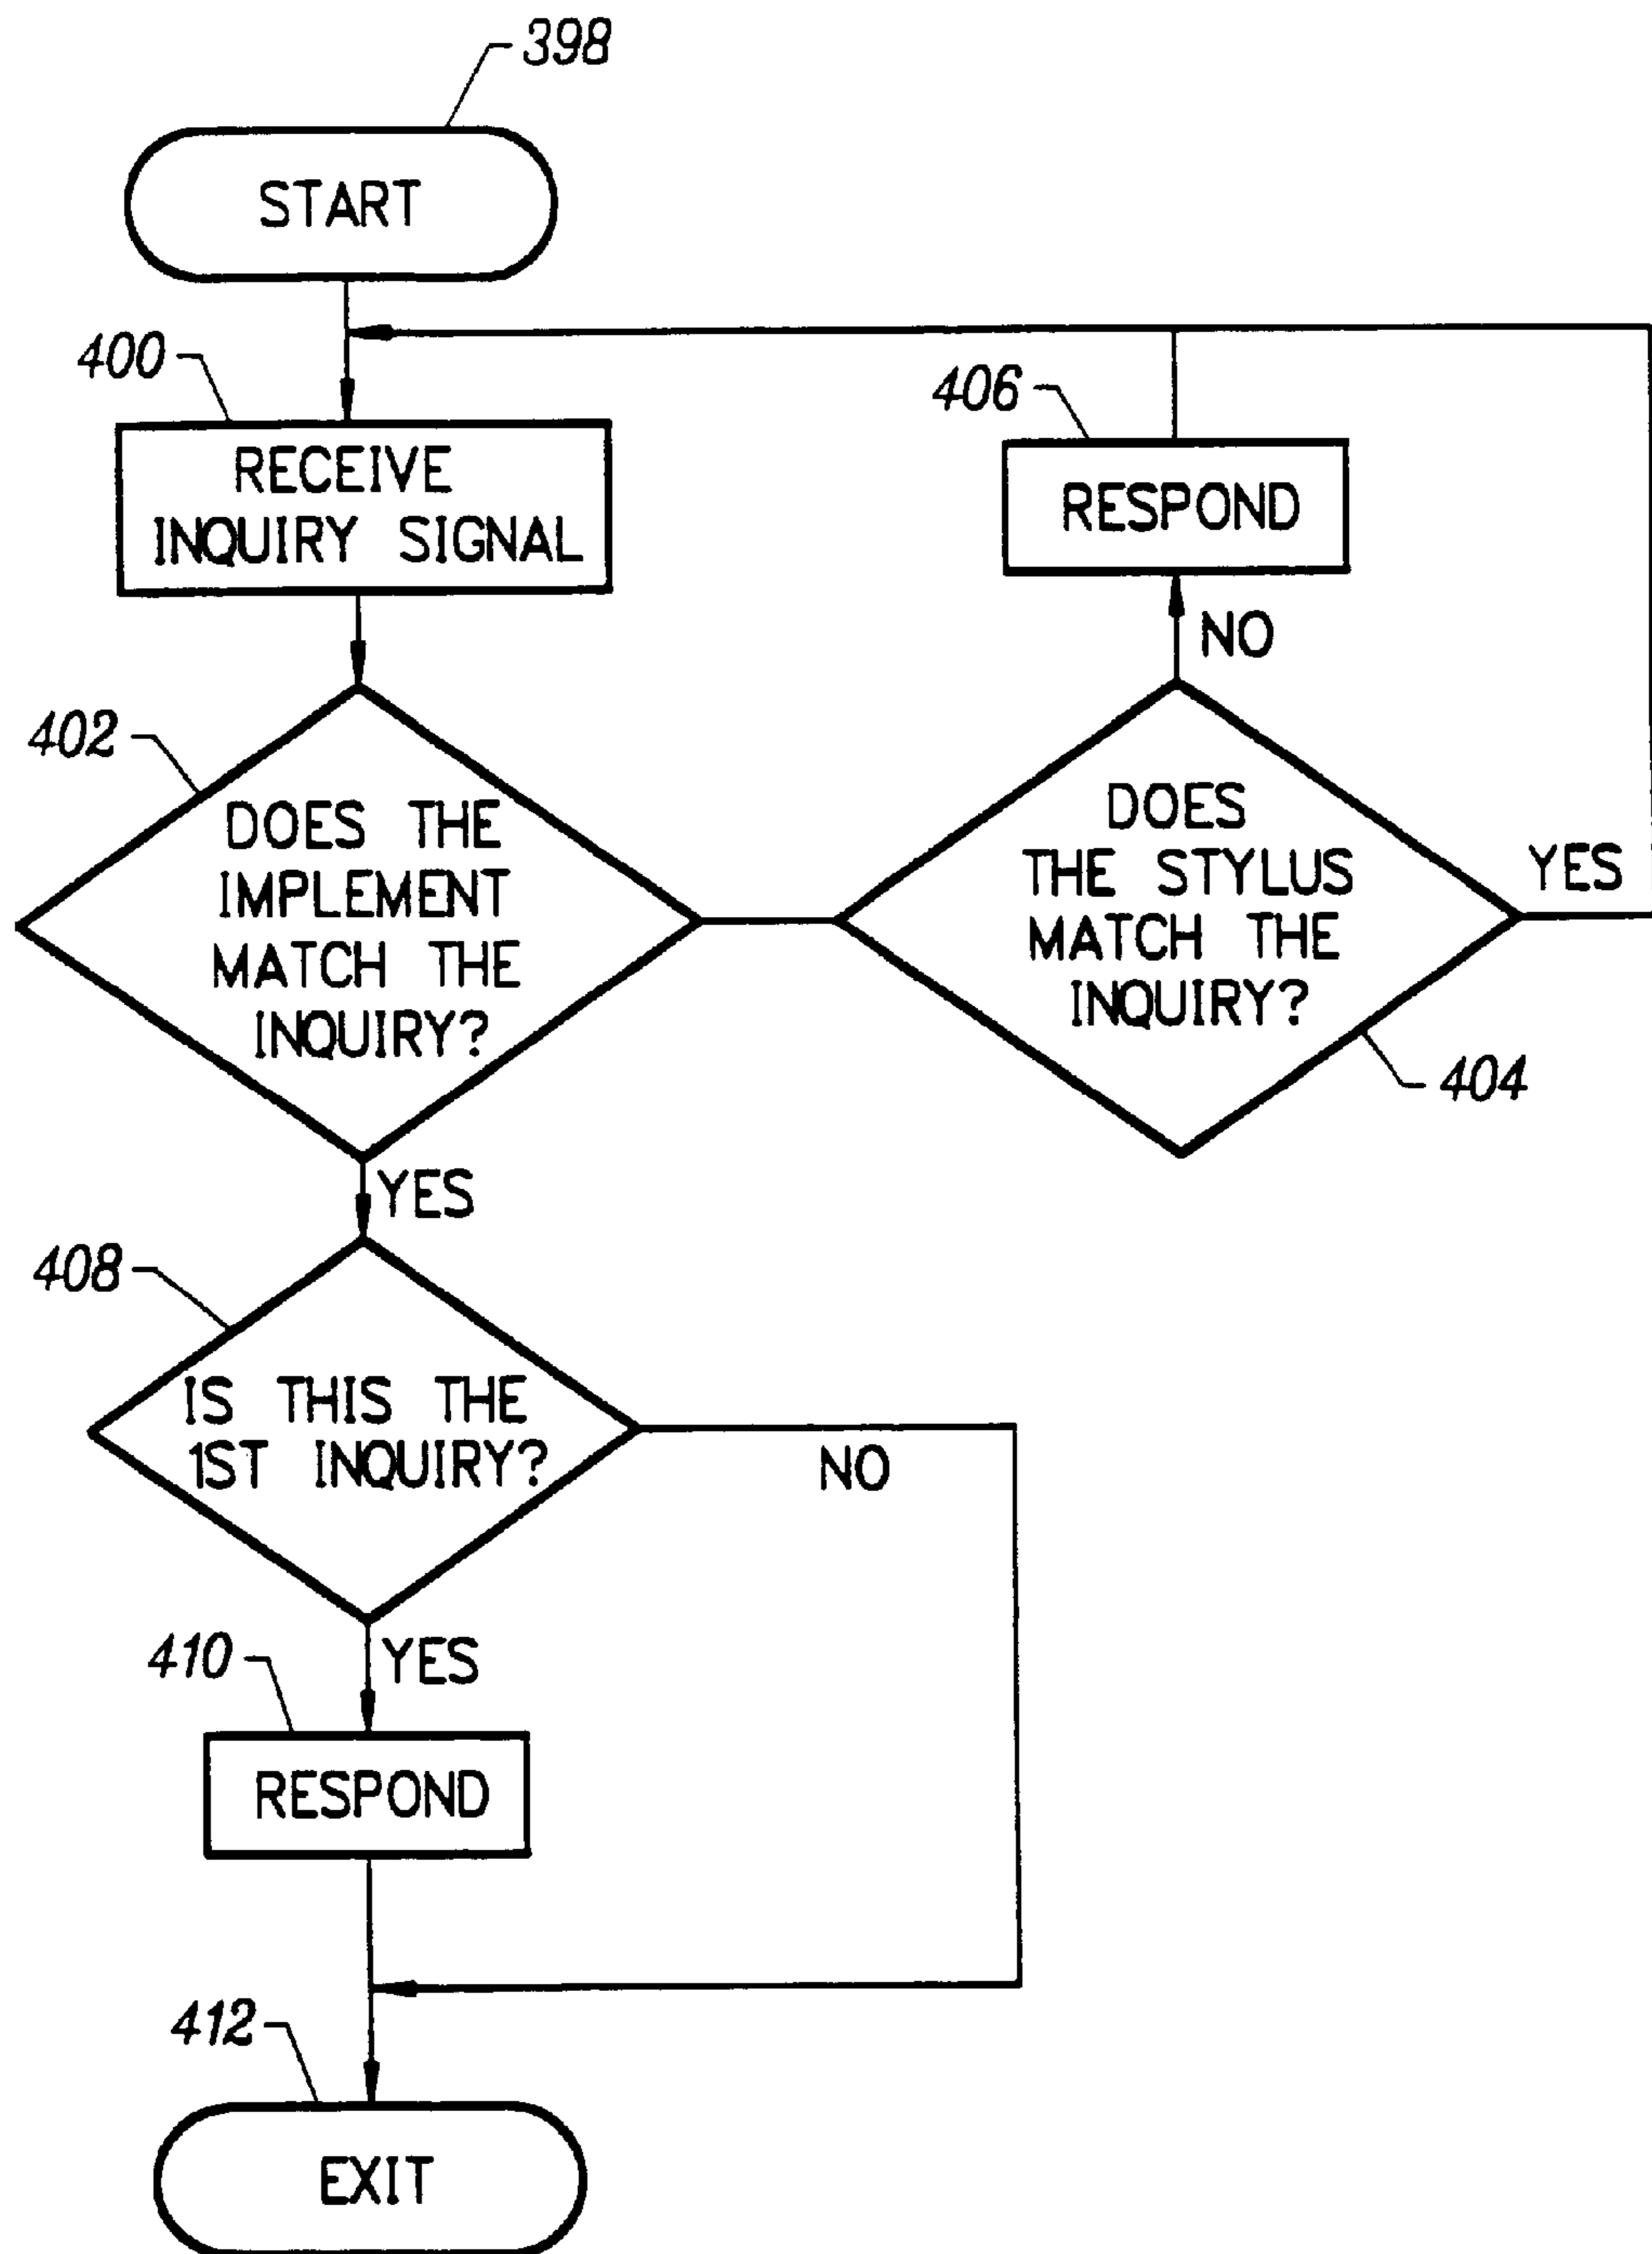 398
START
400
RECEIVE
INQUIRY SIGNAL
406
RESPOND
NO
402
DOES THE
IMPLEMENT
MATCH THE
INQUIRY?
DOES
THE STYLUS
MATCH THE
INQUIRY?
YES
404
YES
408
IS THIS THE
1ST INQUIRY?
NO
410
YES
RESPOND
412
EXIT